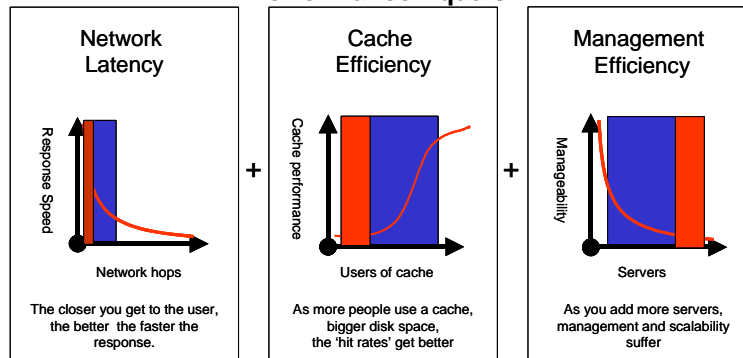 Network
Latency
Response Speed
Network hops
The closer you get to the user,
the better the faster the
response.
+
Cache
Efficiency
Cache performance
Users of cache
As more people use a cache,
bigger disk space,
the 'hit rates' get better
+
Management
Efficiency
Manageability
Servers
As you add more servers,
management and scalability
suffer